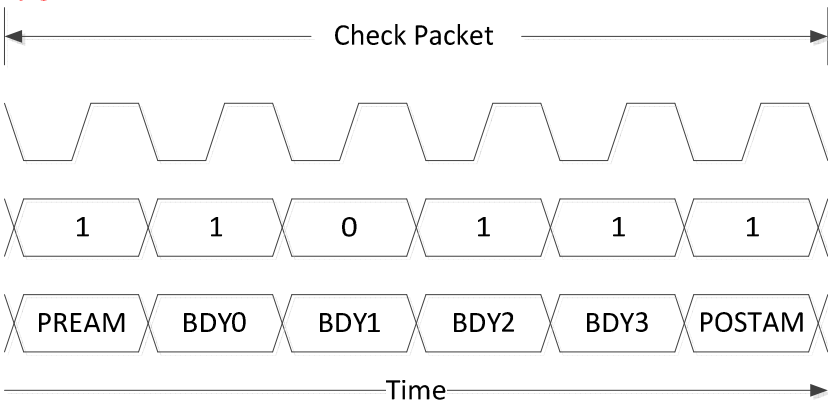 Check Packet
1 1 0 1 1 1
PREAM BDY0 BDY1 BDY2 BDY3 POSTAM
Time